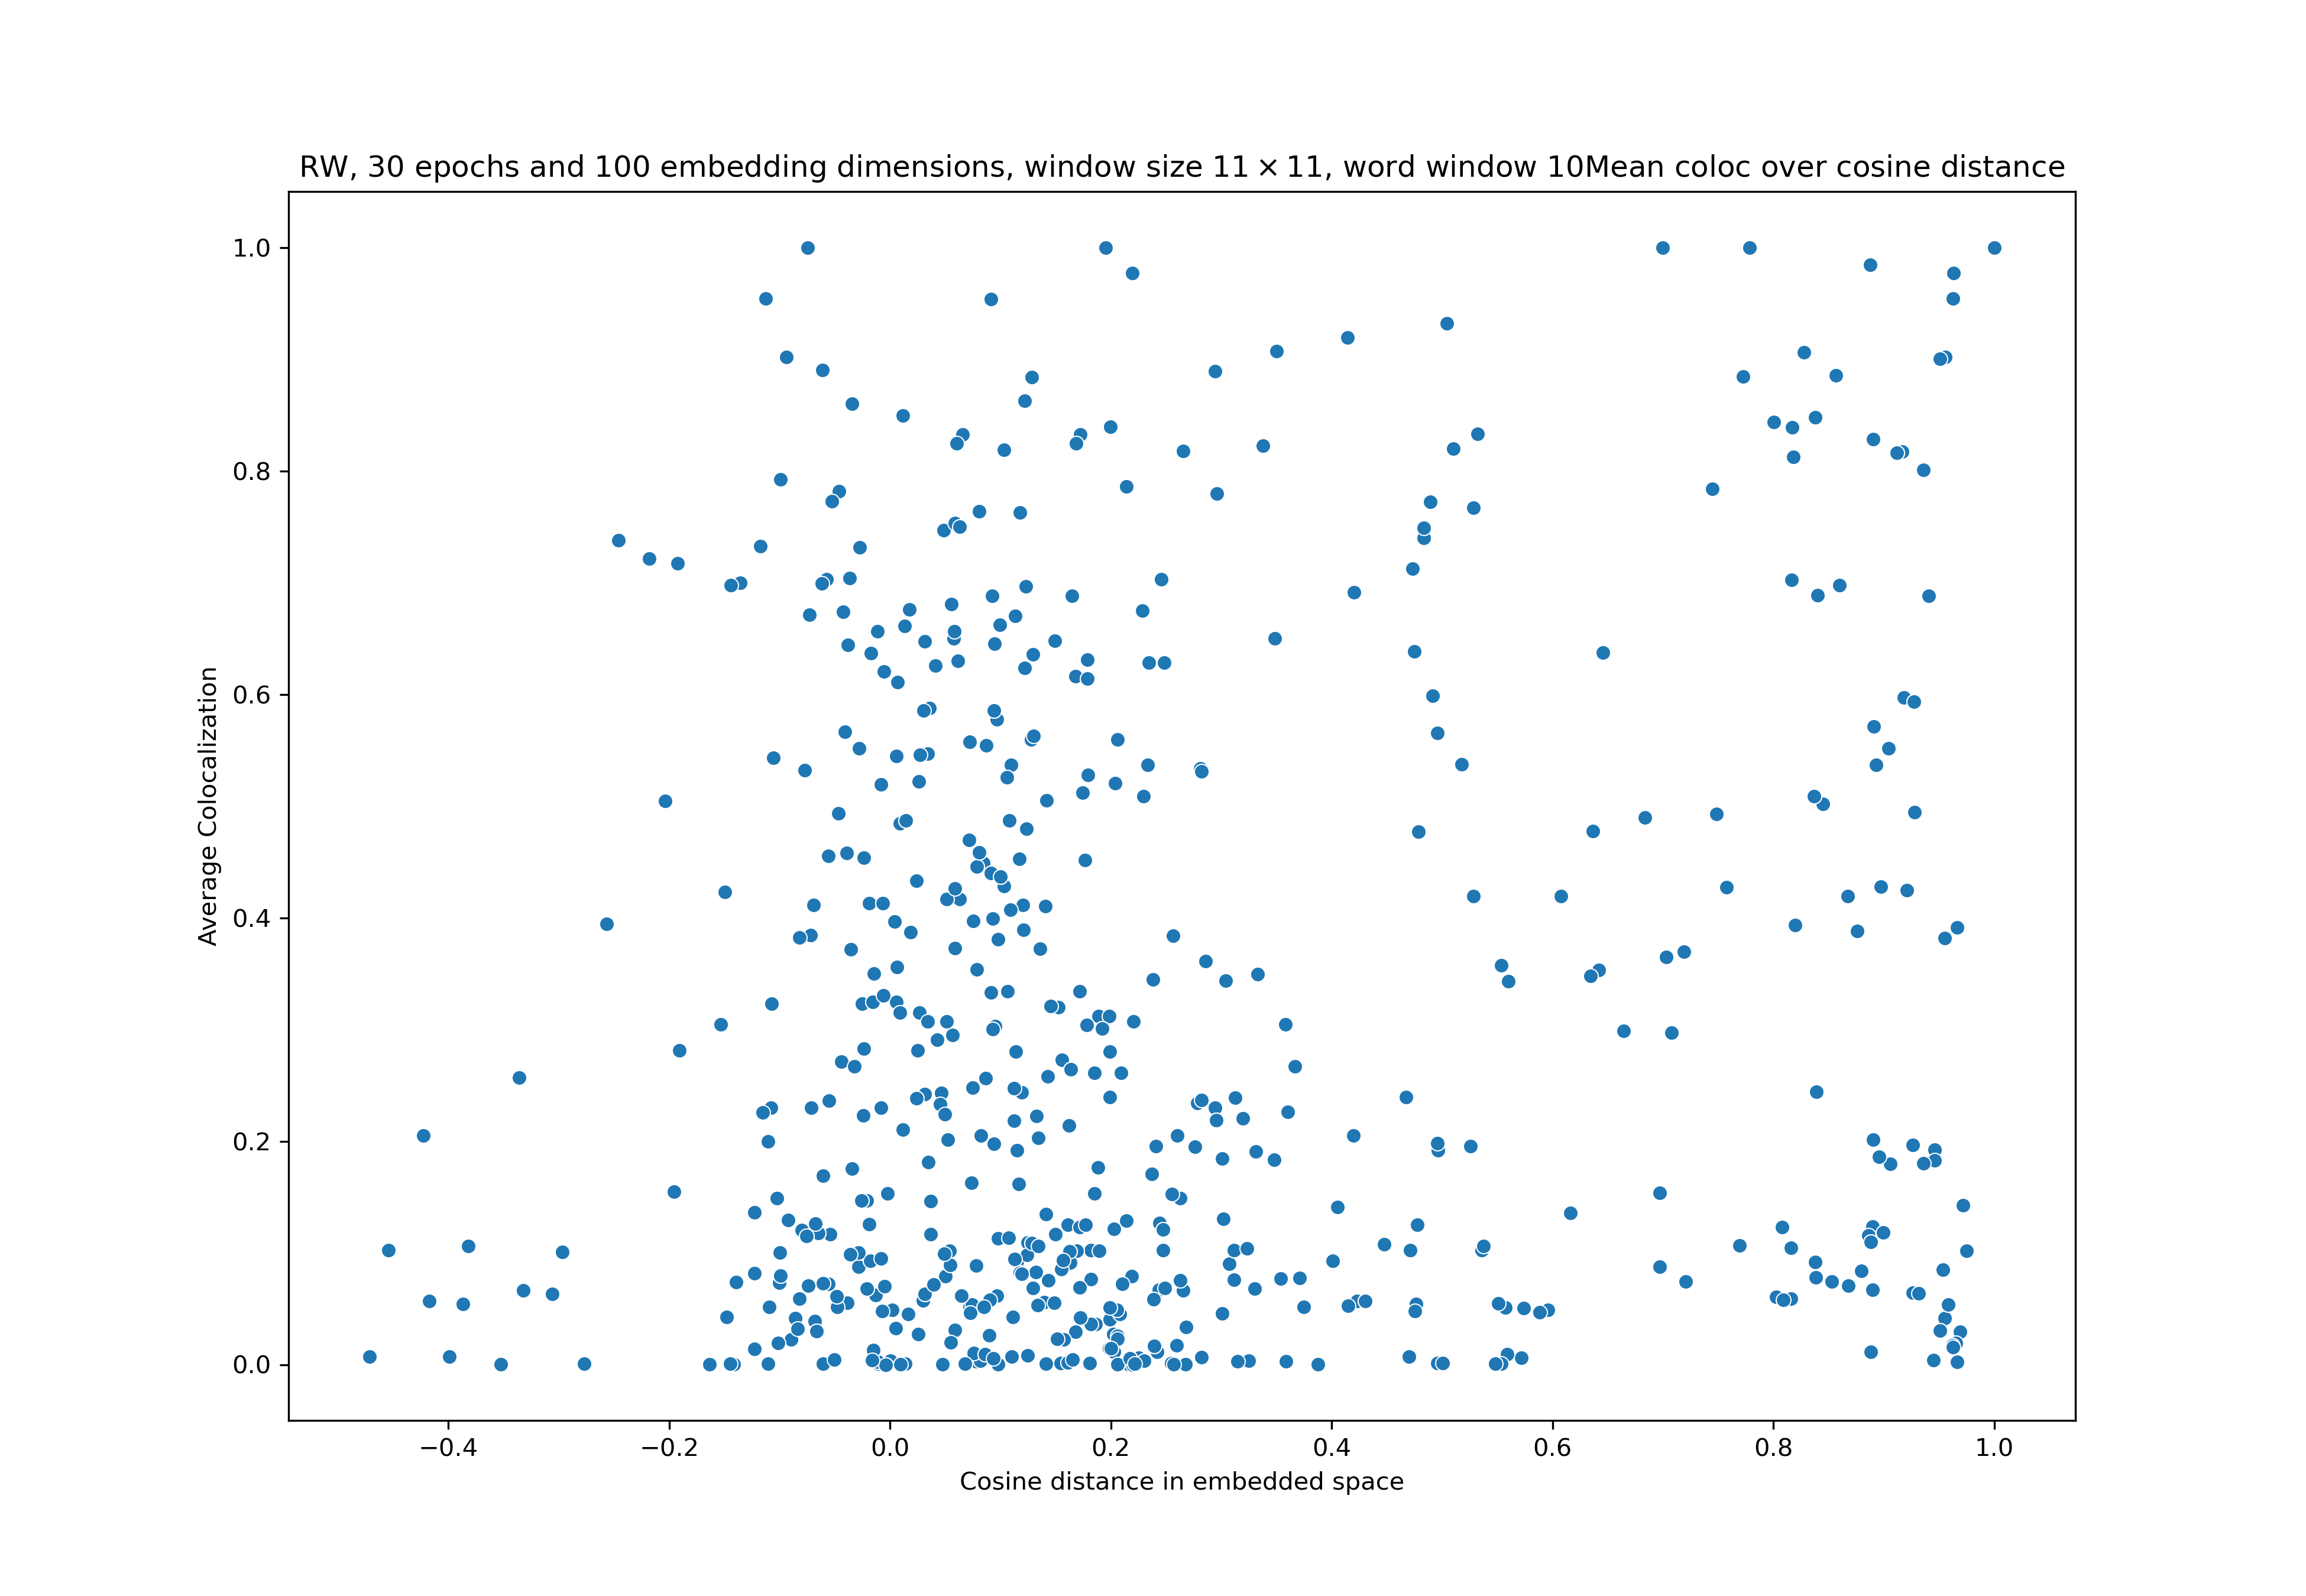 RW, 30 epochs and 100 embedding dimensions, window size 11 × 11, word window 10Mean coloc over cosine distance
1.0
0.8
0.6
0.4
0.2
0.0
Average Colocalization
−0.4 −0.2 0.0 0.2 0.4 0.6 0.8 1.0
Cosine distance in embedded space